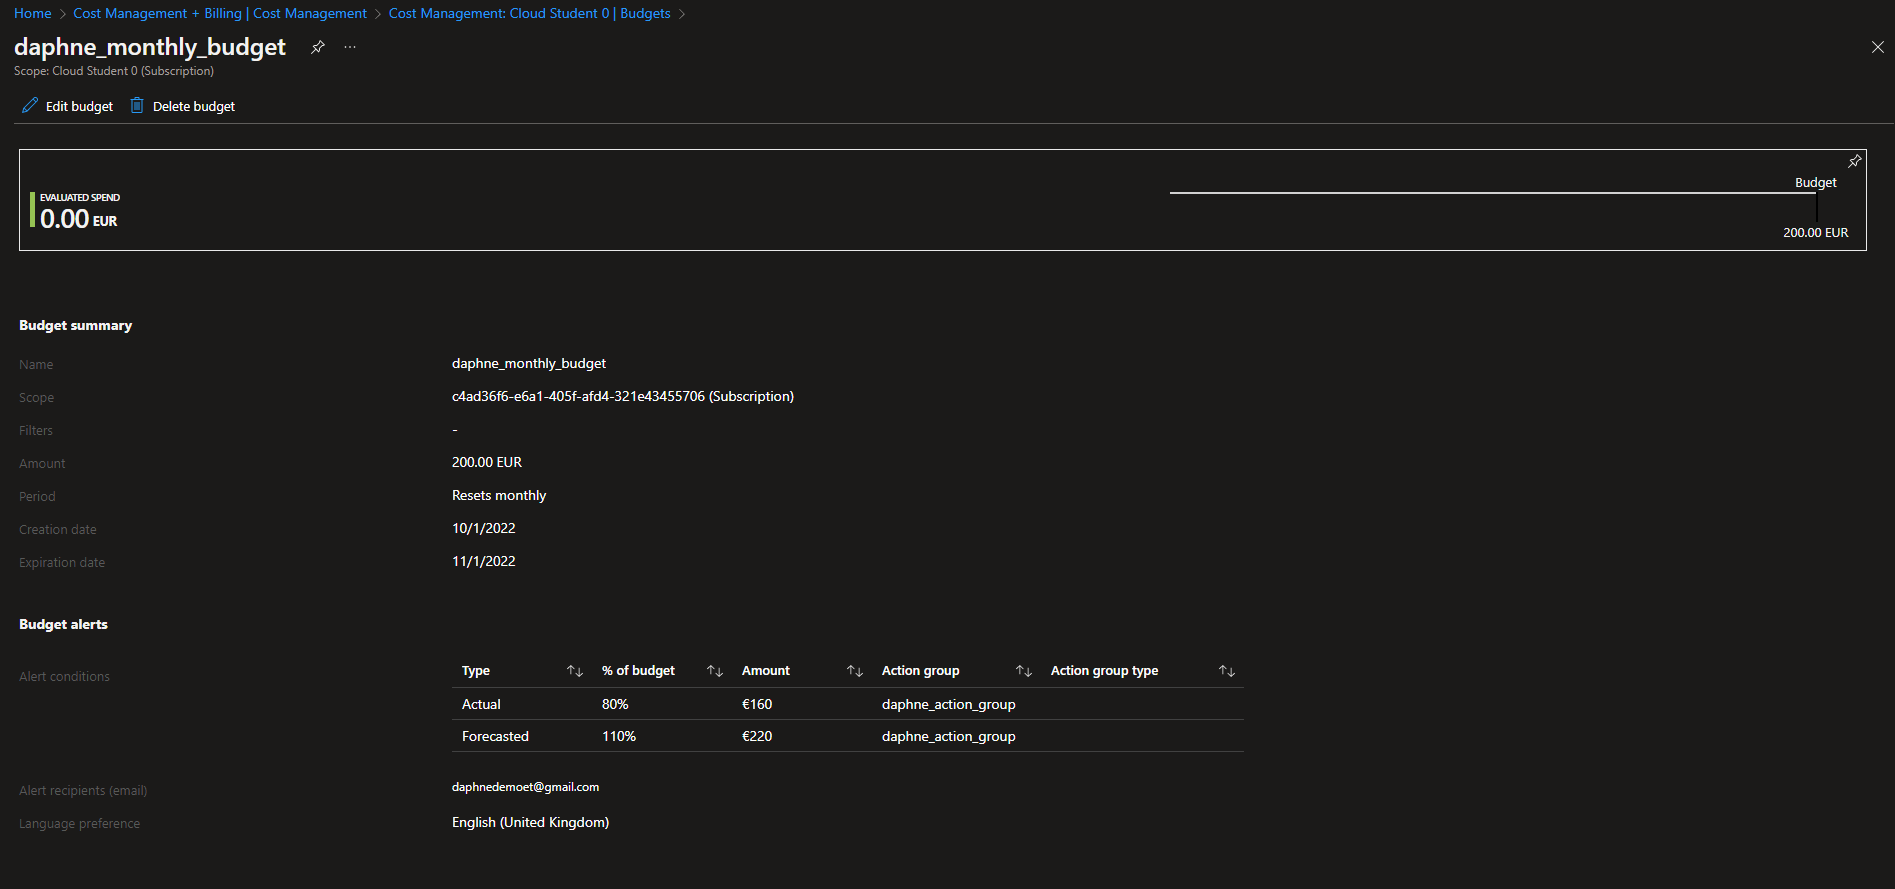 Home > Cost Management + Billing | Cost Management > Cost Management: Cloud Student 0 | Budgets >
daphne_monthly_budget ...
Scope: Cloud Student 0 (Subscription)
Edit budget Delete budget
Budget
EVALUATED SPEND
0.00 EUR
200.00 EUR
Budget summary
Name daphne_monthly_budget
Scope c4ad36f6-e6a1-405f-afd4-321e43455706 (Subscription)
Filters -
Amount 200.00 EUR
Period Resets monthly
Creation date 10/1/2022
Expiration date 11/1/2022
Budget alerts
Alert conditions
Type % of budget Amount Action group Action group type
Actual 80% €160 daphne_action_group
Forecasted 110% €220 daphne_action_group
Alert recipients (email) daphnedemoet@gmail.com
Language preference English (United Kingdom)